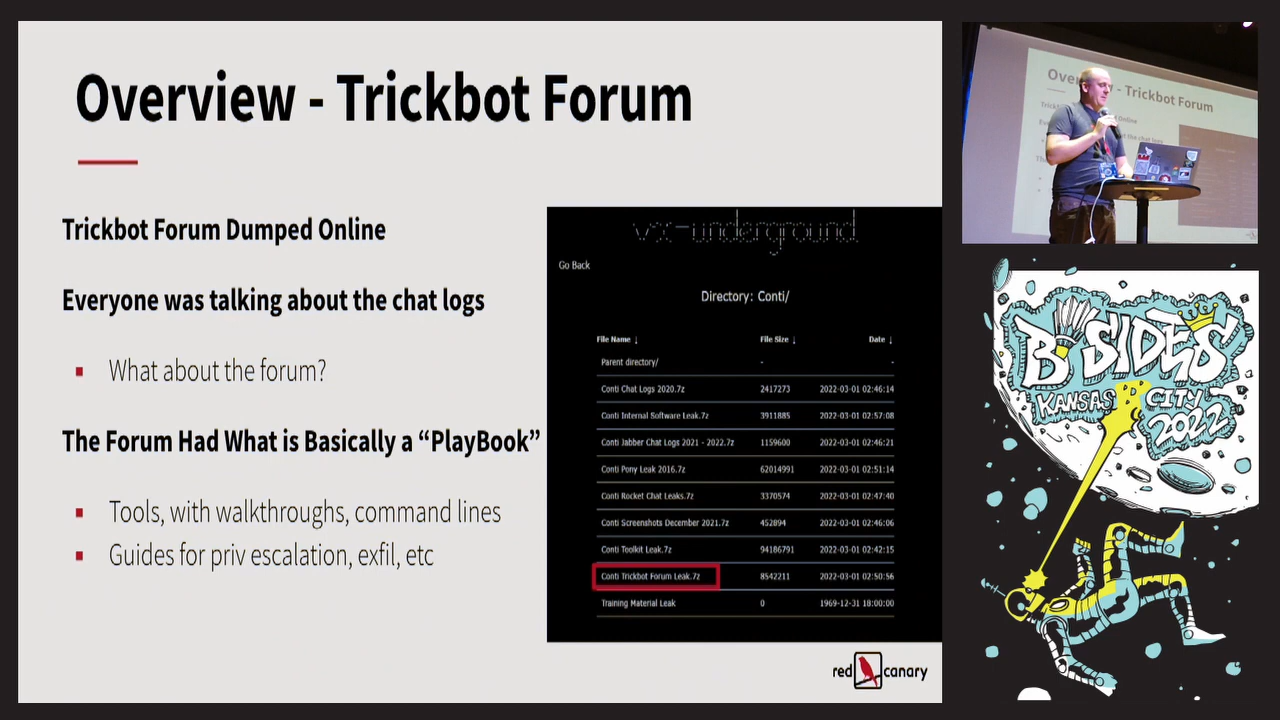 Overview - Trickbot Forum
Trickbot Forum Dumped Online
Everyone was talking about the chat logs
What about the forum?
The Forum Had What is Basically a “PlayBook”
Tools, with walkthroughs, command lines
Guides for priv escalation, exfil, etc
vx-underground
Go Back
Directory: Conti/
File Name ↓ File Size ↓ Date ↓
Parent directory/ - -
Conti Chat Logs 2020.7z 2417273 2022-03-01 02:46:14
Conti Internal Software Leak.7z 3911885 2022-03-01 02:57:08
Conti Jabber Chat Logs 2021 - 2022.7z 1159600 2022-03-01 02:46:21
Conti Pony Leak 2016.7z 62014991 2022-03-01 02:51:14
Conti Rocket Chat Leaks.7z 3370574 2022-03-01 02:47:40
Conti Screenshots December 2021.7z 452894 2022-03-01 02:46:06
Conti Toolkit Leak.7z 94186791 2022-03-01 02:42:15
Conti Trickbot Forum Leak.7z 8542211 2022-03-01 02:50:56
Training Material Leak 0 1969-12-31 18:00:00
red canary
Trickbot Forum
B SIDES
KANSAS CITY
2022